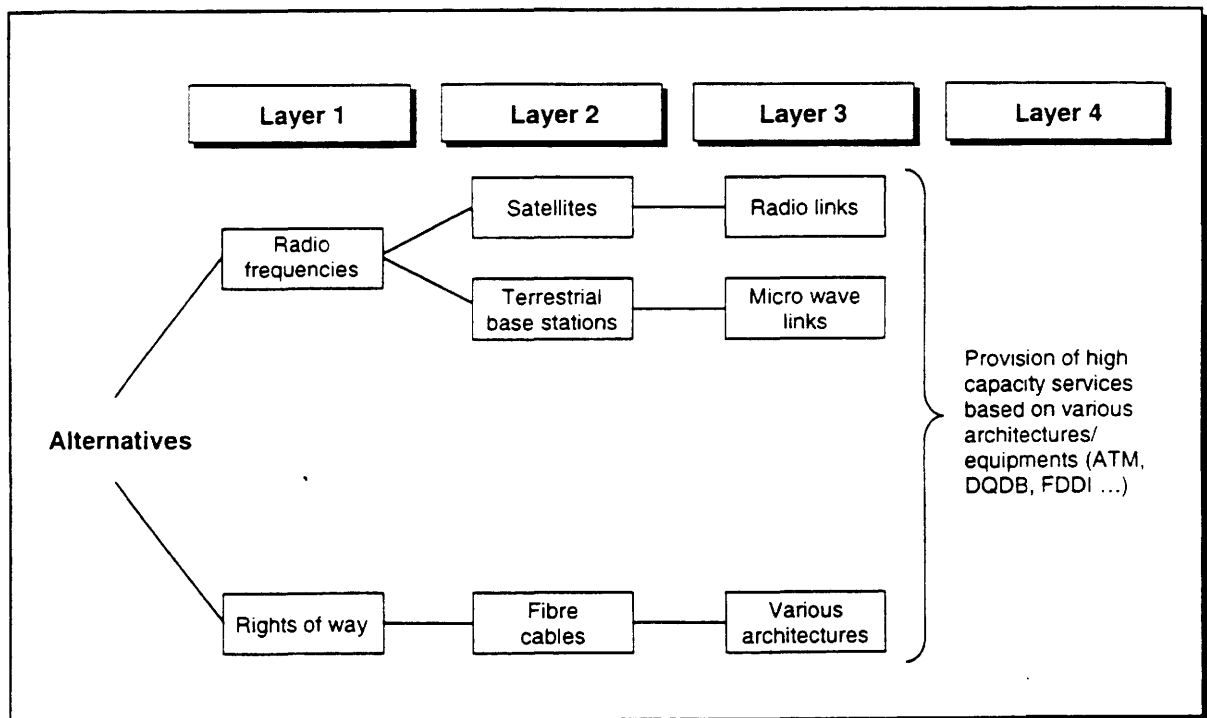 Layer 1
Layer 2
Layer 3
Layer 4
Satellites
Radio links
Radio
frequencies
Terrestrial
base stations
Micro wave
links
Alternatives
Provision of high
capacity services
based on various
architectures/
equipments (ATM,
DQDB, FDDI ...)
Rights of way
Fibre
cables
Various
architectures